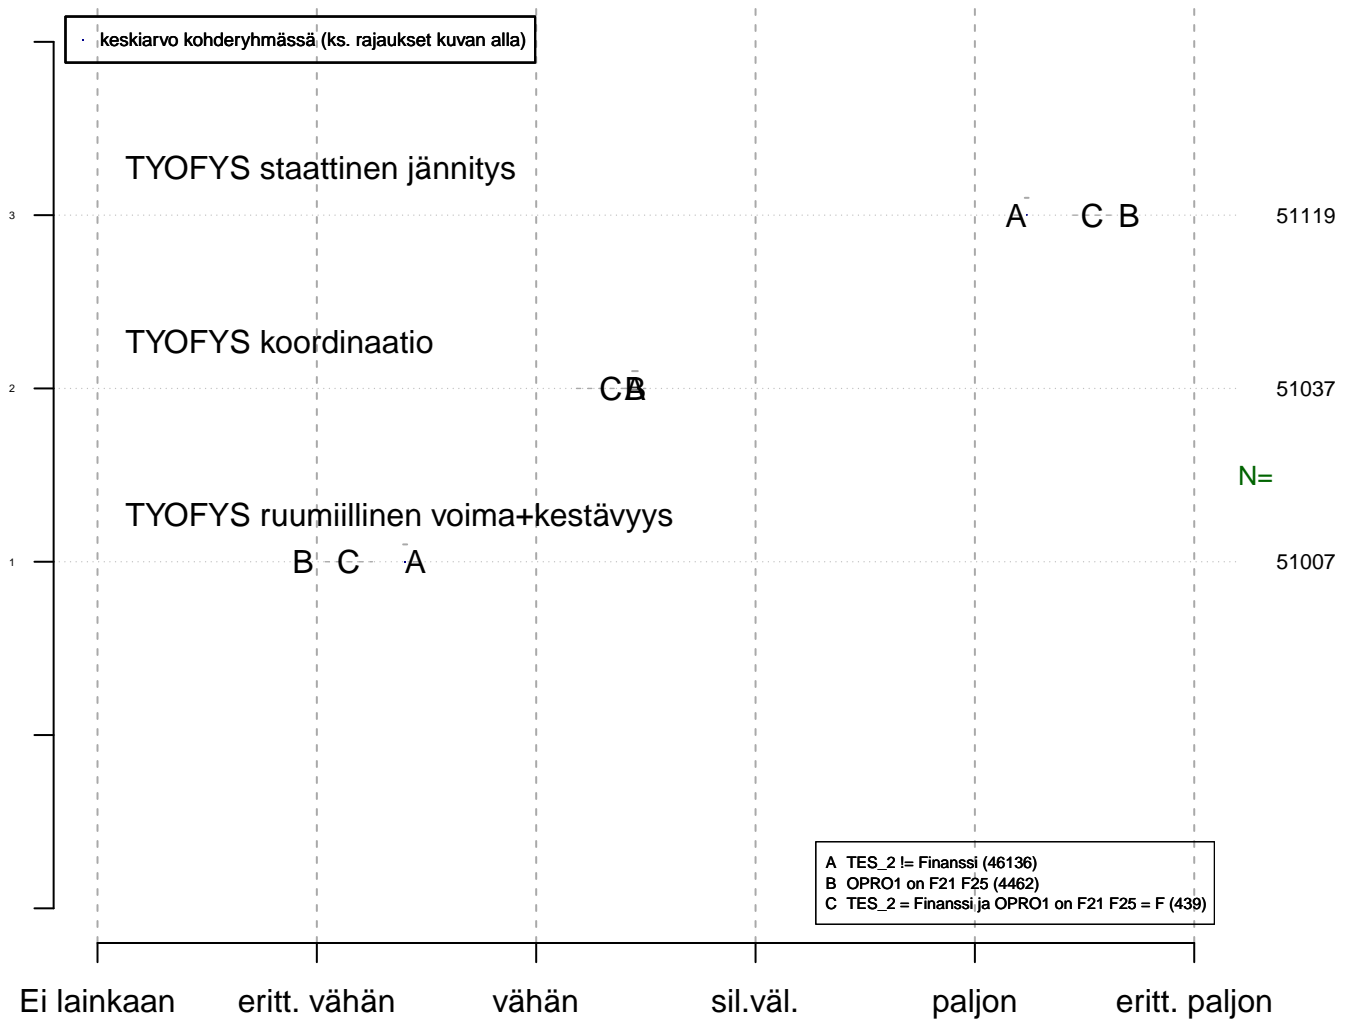 keskiarvo kohderyhmässä (ks. rajaukset kuvan alla)
TYOFYS staattinen jännitys
3 A C B 51119
TYOFYS koordinaatio
2 C A B 51037
N=
TYOFYS ruumiillinen voima+kestävyys
1 B C A 51007
A TES_2 != Finanssi (46136)
B OPRO1 on F21 F25 (4462)
C TES_2 = Finanssi ja OPRO1 on F21 F25 = F (439)
Ei lainkaan eritt. vähän vähän sil.väl. paljon eritt. paljon